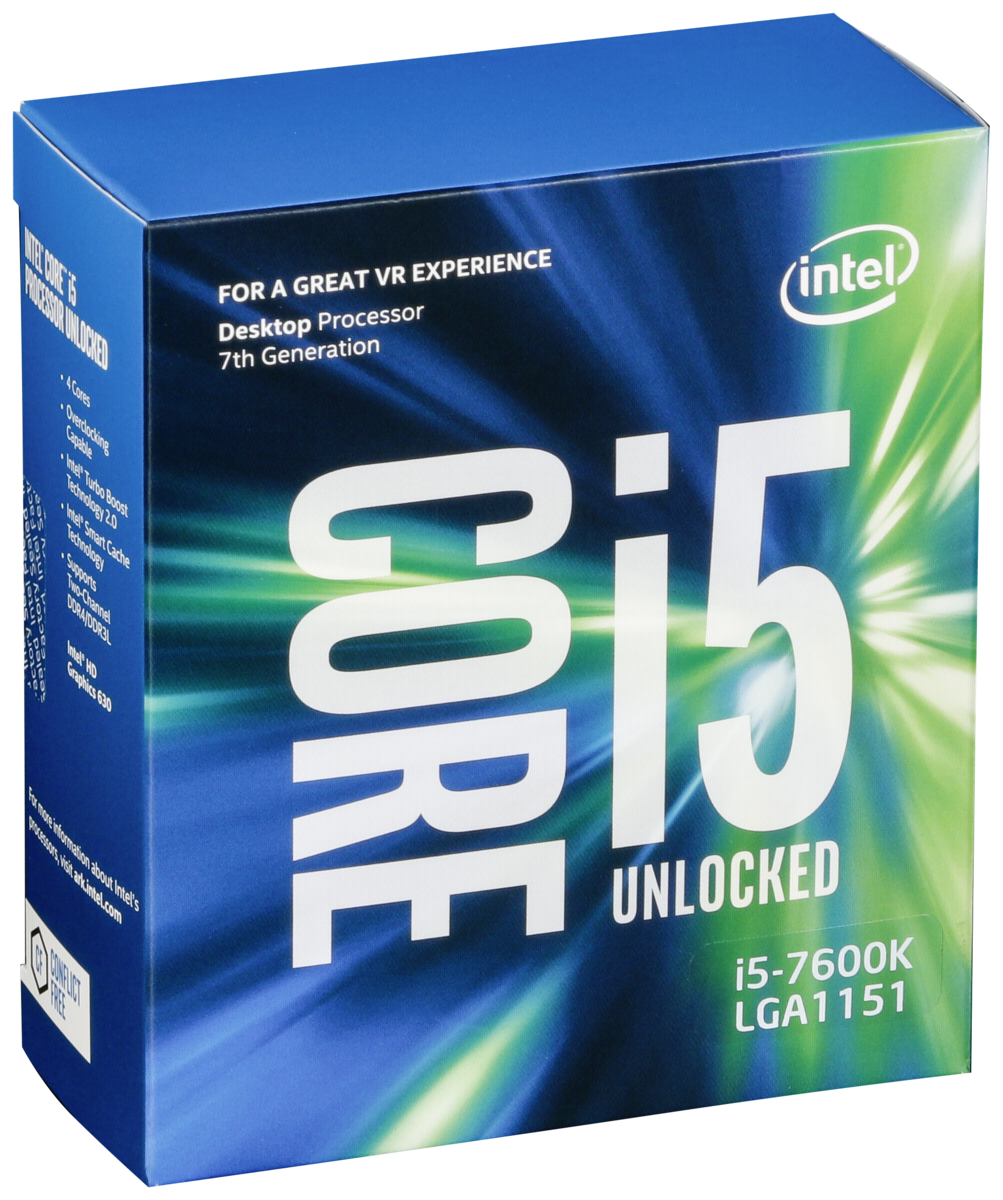 FOR A GREAT VR EXPERIENCE
Desktop Processor
7th Generation
intel®
CORE
i5
UNLOCKED
i5-7600K
LGA1151
INTEL® CORE™ i5
PROCESSOR UNLOCKED
• 4 Cores
• Overclocking
Capable
• Intel® Turbo Boost
Technology 2.0
• Intel® Smart Cache
Technology
• Supports
Two-Channel
DDR4/DDR3L
Intel® HD
Graphics 630
For more information about Intel's
processors, visit ark.intel.com
CF
CONFLICT
FREE